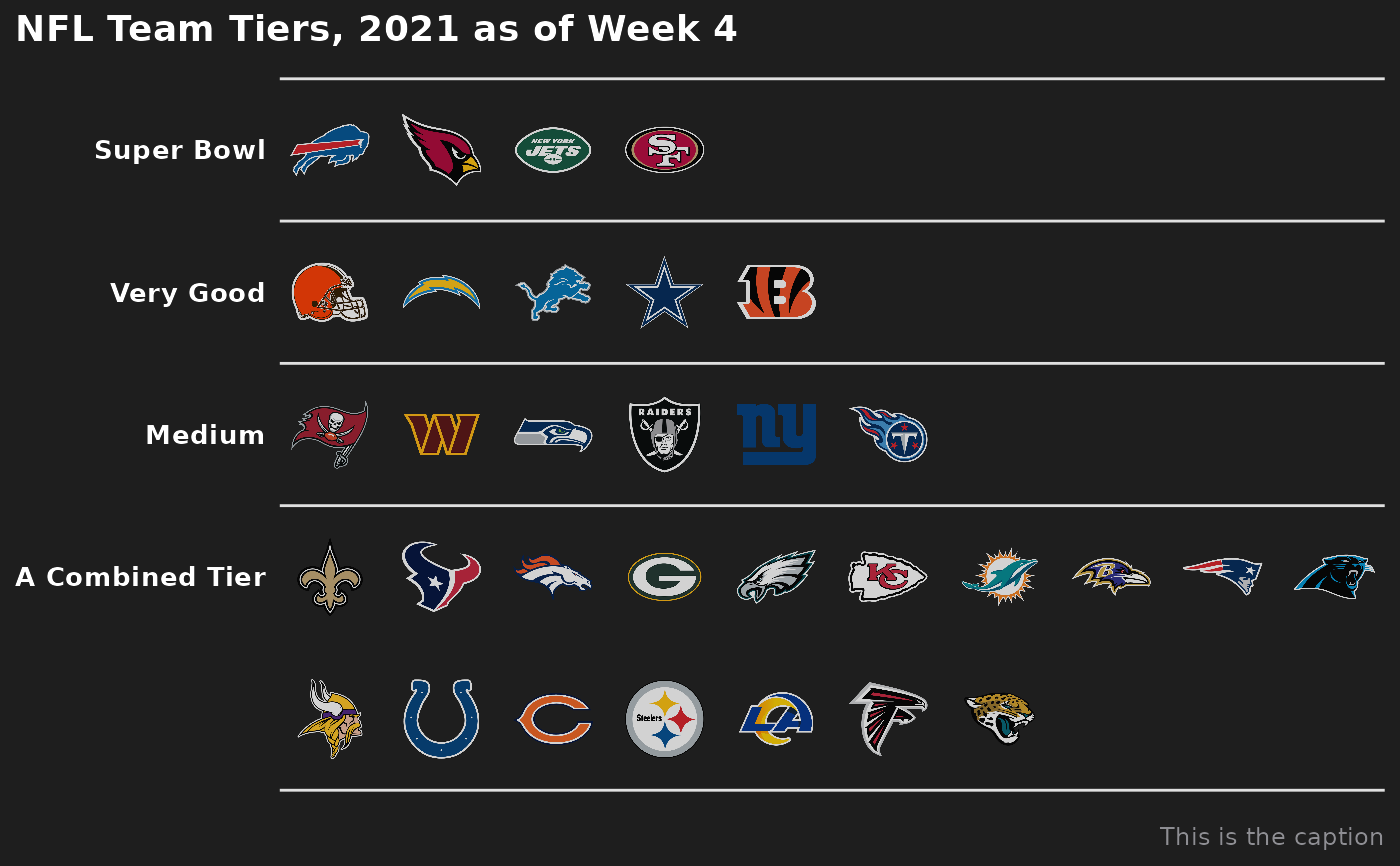 NFL Team Tiers, 2021 as of Week 4
Super Bowl
NEW YORK
JETS
SF
Very Good
B
Medium
W
RAIDERS
ny
T
A Combined Tier
G
KC
B
C
Steelers
LA
This is the caption